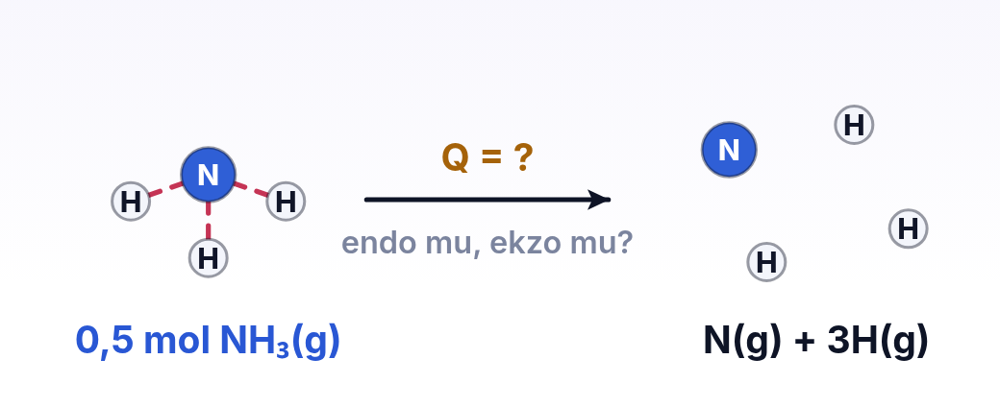 N
H
H
H
Q = ?
endo mu, ekzo mu?
N
H
H
H
0,5 mol NH₃(g)
N(g) + 3H(g)